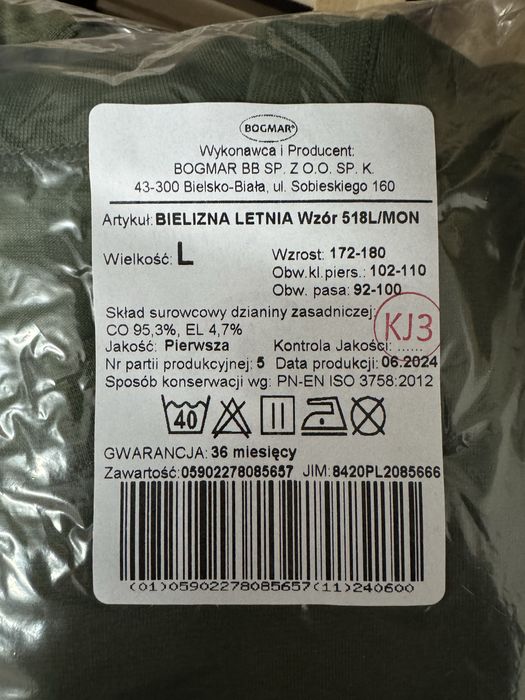 BOGMAR®
Wykonawca i Producent:
BOGMAR BB SP. Z O.O. SP. K.
43-300 Bielsko-Biała, ul. Sobieskiego 160
Artykuł: BIELIZNA LETNIA Wzór 518L/MON
Wielkość: L
Wzrost: 172-180
Obw.kl.piers.: 102-110
Obw. pasa: 92-100
Skład surowcowy dzianiny zasadniczej:
CO 95,3%, EL 4,7%
Jakość: Pierwsza Kontrola Jakości: ......
KJ3
Nr partii produkcyjnej: 5 Data produkcji: 06.2024
Sposób konserwacji wg: PN-EN ISO 3758:2012
40
GWARANCJA: 36 miesięcy
Zawartość: 05902278085657 JIM: 8420PL2085666
(01)05902278085657(11)240600